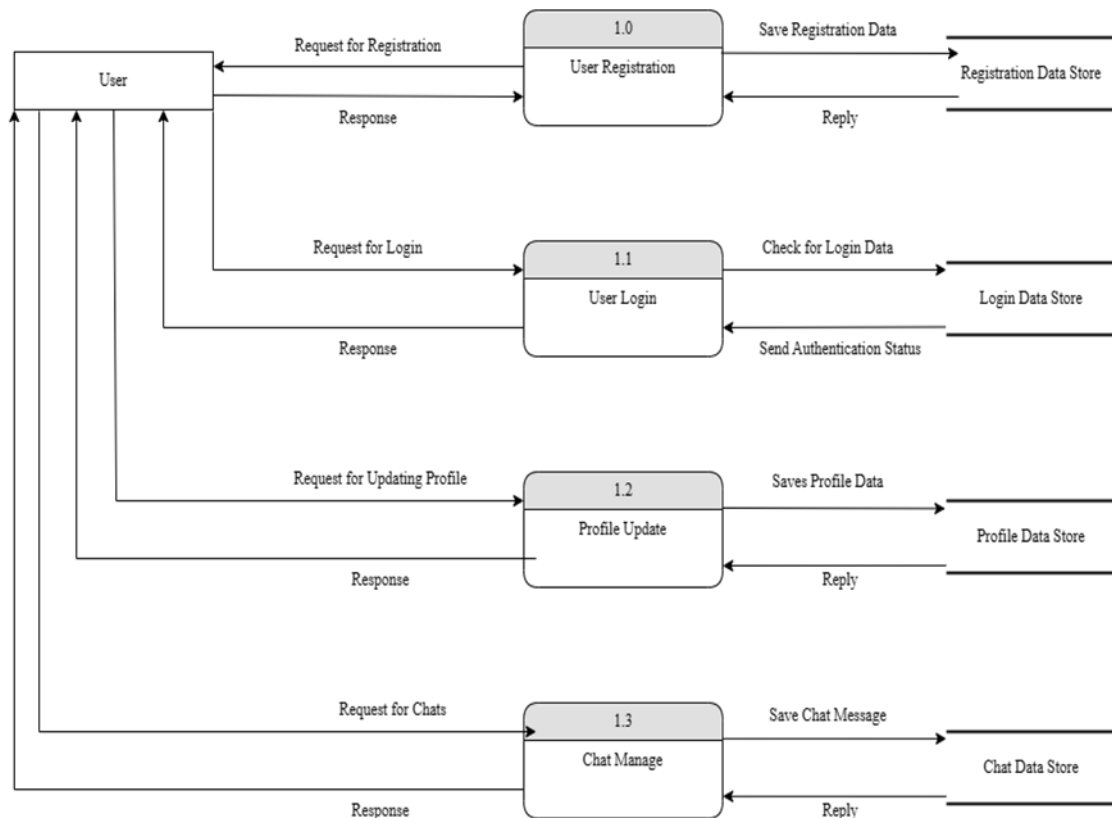 1.0
Save Registration Data
Request for Registration
User Registration
Registration Data Store
User
Response
Reply
1.1
Request for Login
Check for Login Data
User Login
Login Data Store
Response
Send Authentication Status
Request for Updating Profile
1.2
Saves Profile Data
Profile Update
Profile Data Store
Response
Reply
Request for Chats
1.3
Save Chat Message
Chat Manage
Chat Data Store
Response
Reply